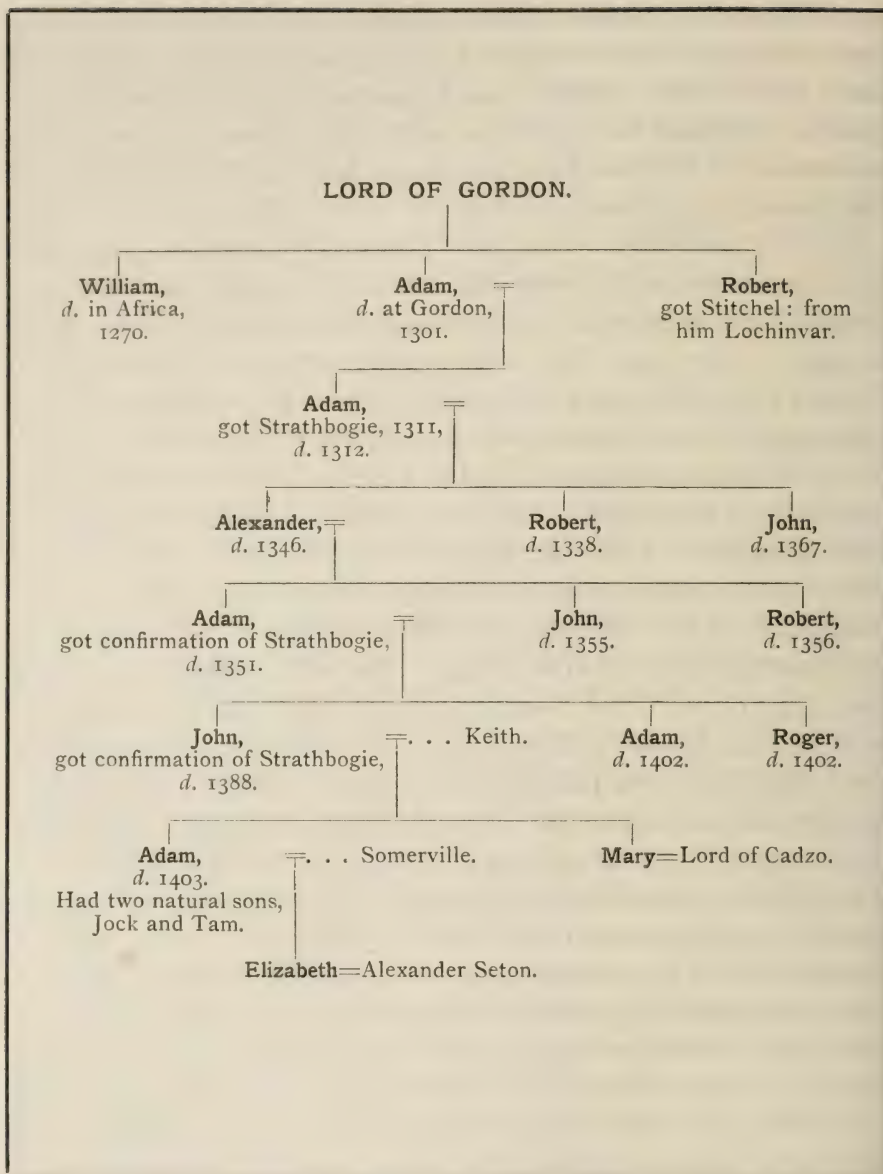 LORD OF GORDON.
William,
d. in Africa,
1270.
Adam,
d. at Gordon,
1301.
Robert,
got Stitchel : from
him Lochinvar.
Adam,
got Strathbogie, 1311,
d. 1312.
Alexander,
d. 1346.
Robert,
d. 1338.
John,
d. 1367.
Adam,
got confirmation of Strathbogie,
d. 1351.
John,
d. 1355.
Robert,
d. 1356.
John,
got confirmation of Strathbogie,
d. 1388.
. . . Keith.
Adam,
d. 1402.
Roger,
d. 1402.
Adam,
d. 1403.
Had two natural sons,
Jock and Tam.
. . . Somerville.
Mary=Lord of Cadzo.
Elizabeth=Alexander Seton.